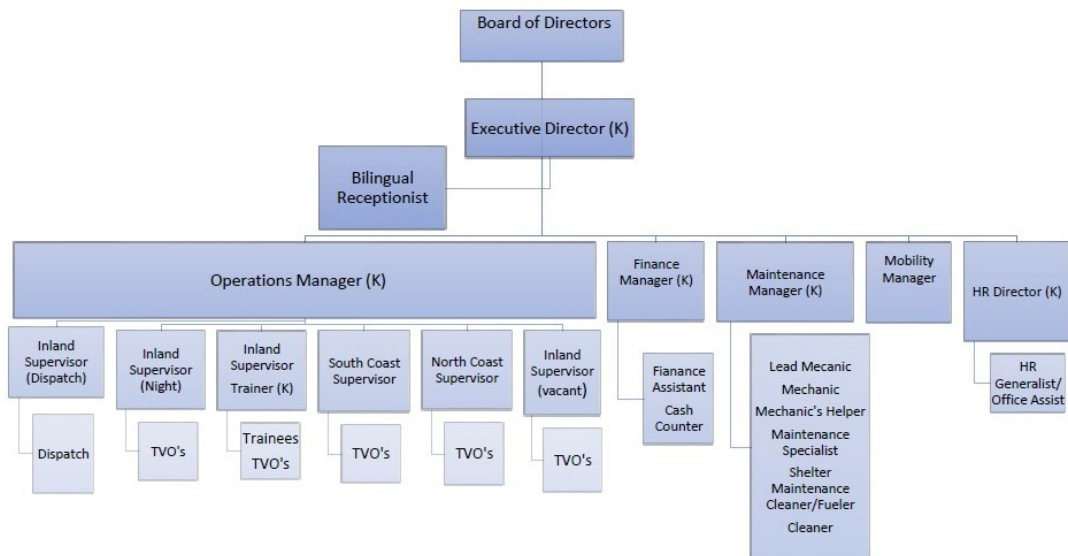 Board of Directors
Executive Director (K)
Bilingual
Receptionist
Operations Manager (K)
Finance
Manager (K)
Maintenance
Manager (K)
Mobility
Manager
HR Director (K)
Inland
Supervisor
(Dispatch)
Inland
Supervisor
(Night)
Inland
Supervisor
Trainer (K)
South Coast
Supervisor
North Coast
Supervisor
Inland
Supervisor
(vacant)
Fianance
Assistant
Cash
Counter
Lead Mecanic
Mechanic
Mechanic's Helper
Maintenance
Specialist
Shelter
Maintenance
Cleaner/Fueler
Cleaner
HR
Generalist/
Office Assist
Dispatch
TVO's
Trainees
TVO's
TVO's
TVO's
TVO's